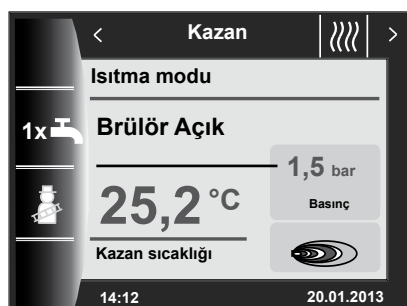 < Kazan >
Isıtma modu
1x
Brülör Açık
1,5 bar
Basınç
25,2 °C
Kazan sıcaklığı
14:12 20.01.2013